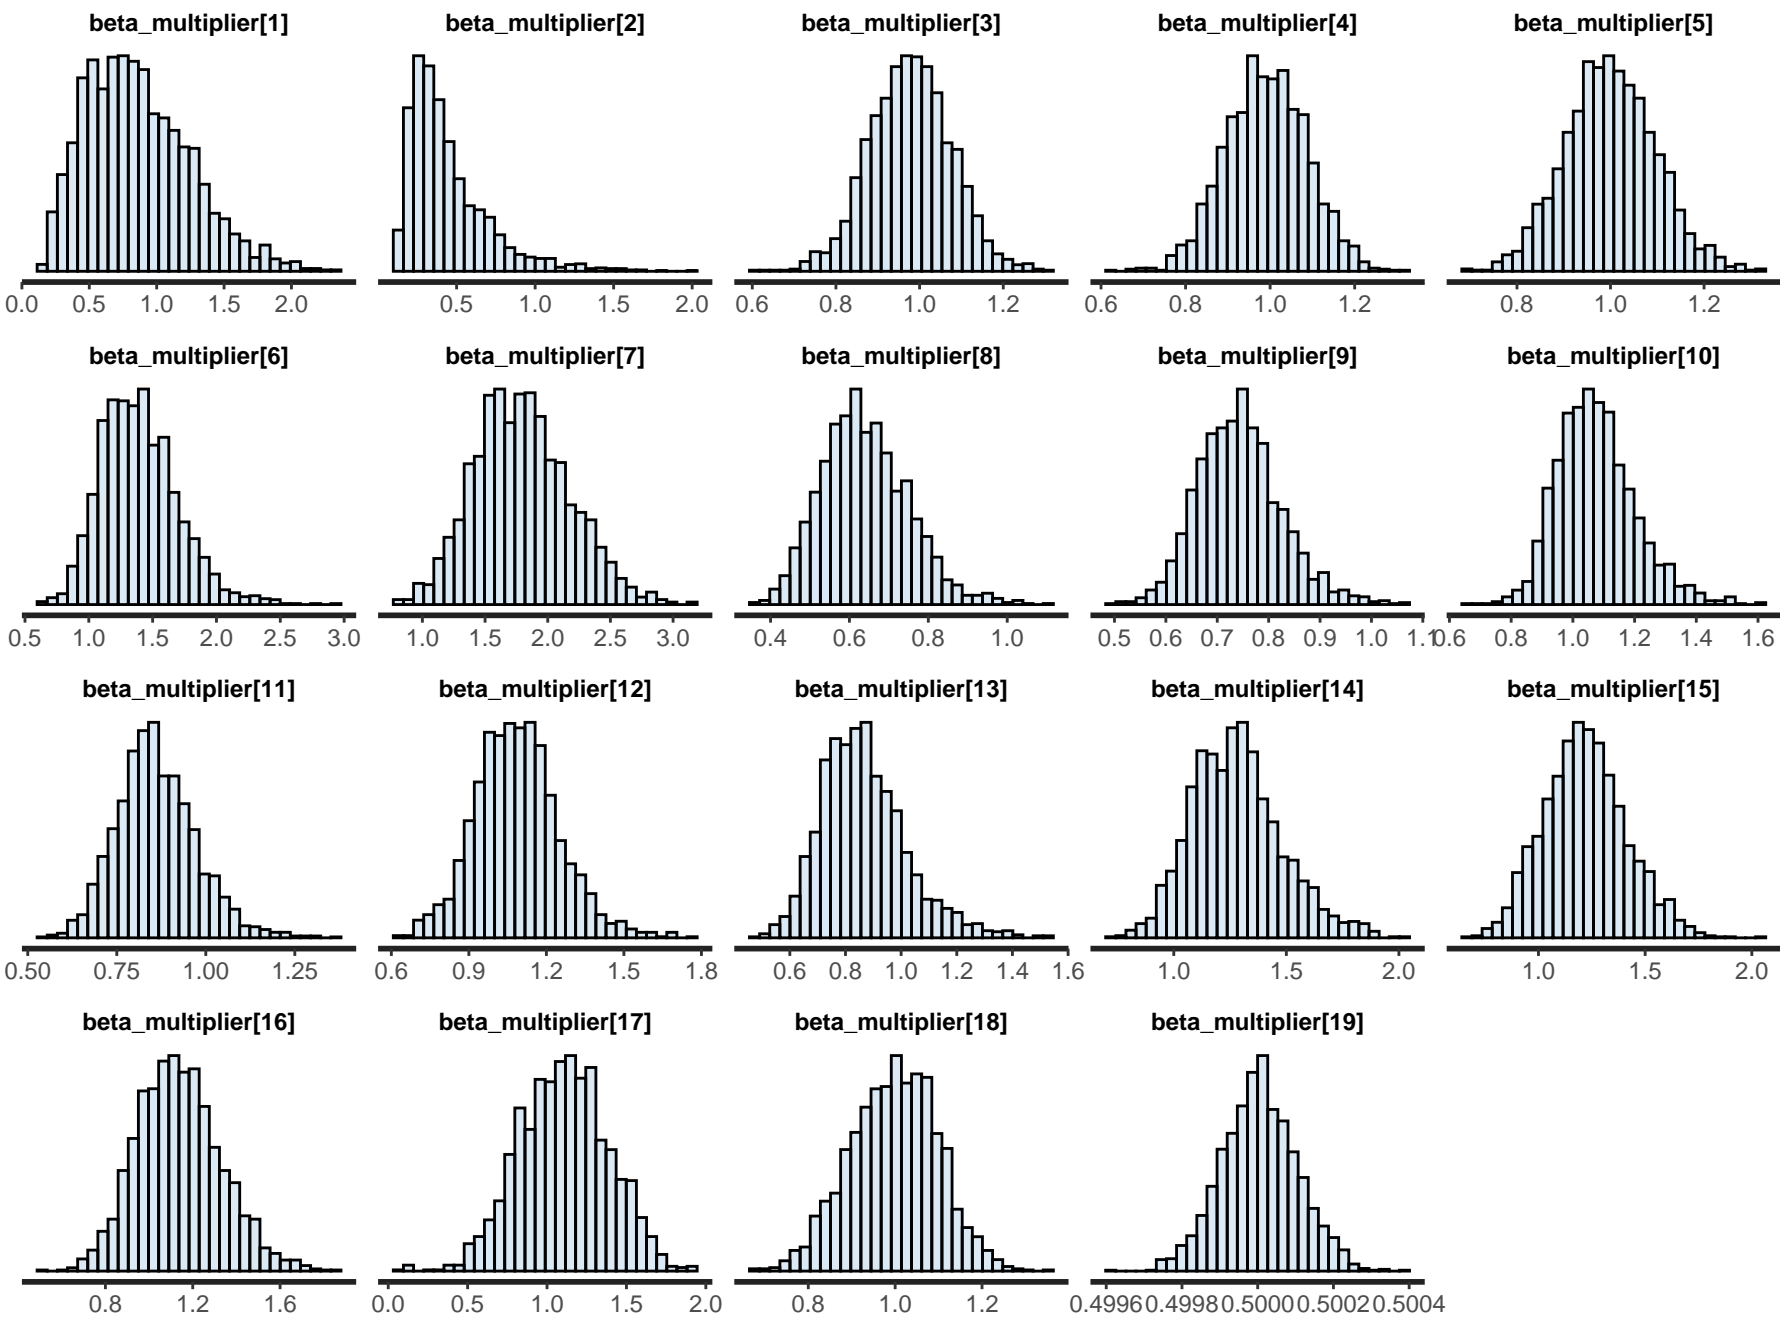 beta_multiplier[1] beta_multiplier[2] beta_multiplier[3] beta_multiplier[4] beta_multiplier[5]
0.0 0.5 1.0 1.5 2.0 0.5 1.0 1.5 2.0 0.6 0.8 1.0 1.2 0.6 0.8 1.0 1.2 0.8 1.0 1.2
beta_multiplier[6] beta_multiplier[7] beta_multiplier[8] beta_multiplier[9] beta_multiplier[10]
0.5 1.0 1.5 2.0 2.5 3.0 1.0 1.5 2.0 2.5 3.0 0.4 0.6 0.8 1.0 0.5 0.6 0.7 0.8 0.9 1.0 1.1 0.6 0.8 1.0 1.2 1.4 1.6
beta_multiplier[11] beta_multiplier[12] beta_multiplier[13] beta_multiplier[14] beta_multiplier[15]
0.50 0.75 1.00 1.25 0.6 0.9 1.2 1.5 1.8 0.6 0.8 1.0 1.2 1.4 1.6 1.0 1.5 2.0 1.0 1.5 2.0
beta_multiplier[16] beta_multiplier[17] beta_multiplier[18] beta_multiplier[19]
0.8 1.2 1.6 0.0 0.5 1.0 1.5 2.0 0.8 1.0 1.2 0.4996 0.4998 0.5000 0.5002 0.5004